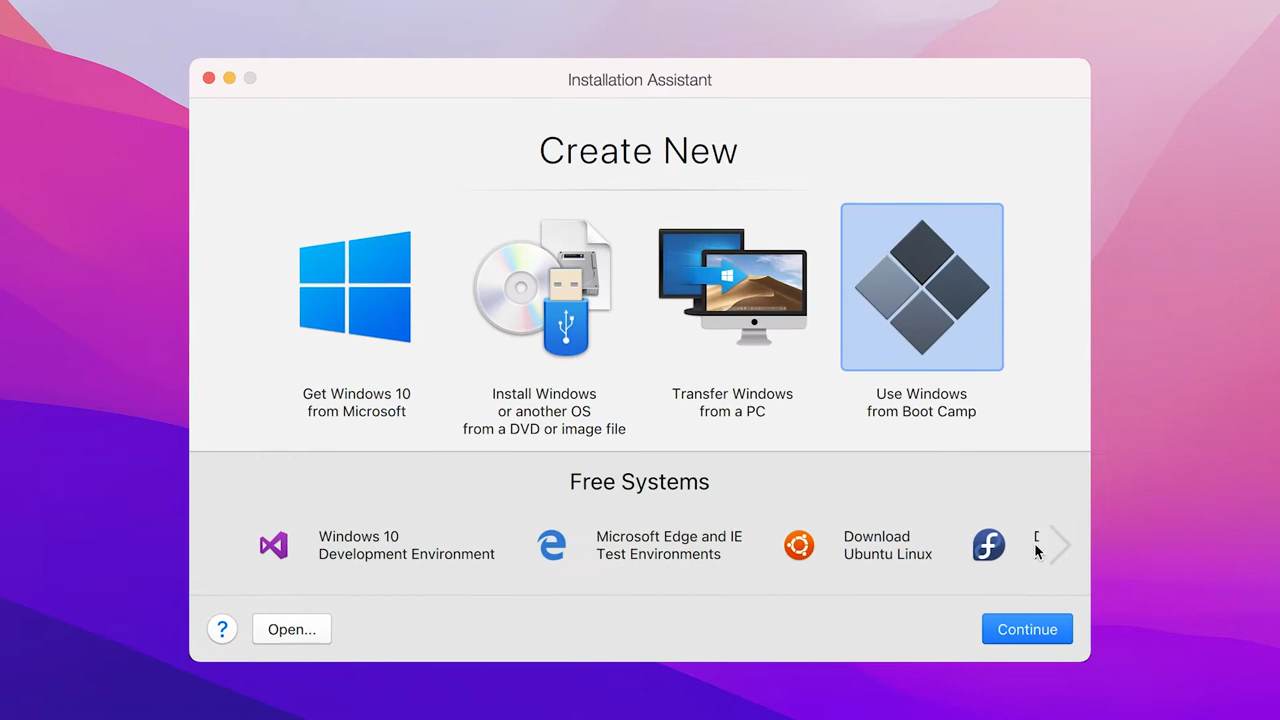 Installation Assistant
Create New
Get Windows 10
from Microsoft
Install Windows
or another OS
from a DVD or image file
Transfer Windows
from a PC
Use Windows
from Boot Camp
Free Systems
Windows 10
Development Environment
Microsoft Edge and IE
Test Environments
Download
Ubuntu Linux
?
Open...
Continue